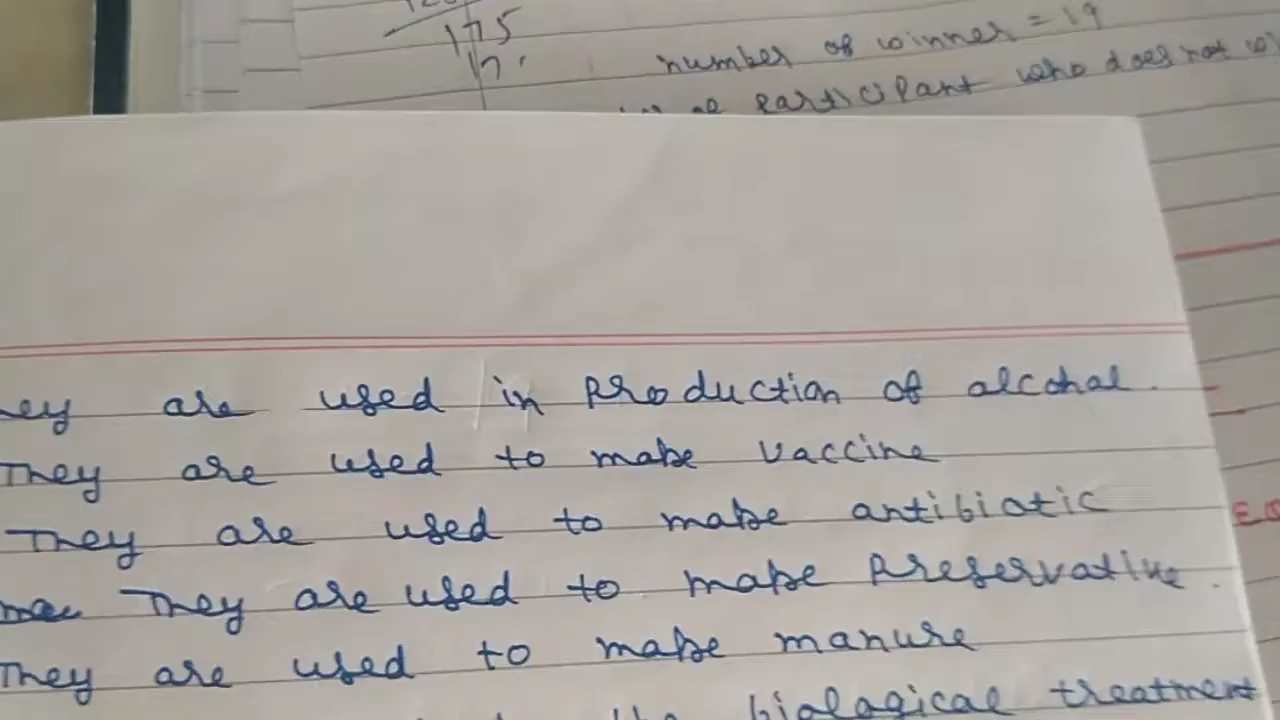 175
number of winner = 19
participant who does not
ey are used in production of alcohal.
They are used to make vaccine
They are used to make antibiotic
They are used to make preservative.
They are used to make manure
the biological treatment